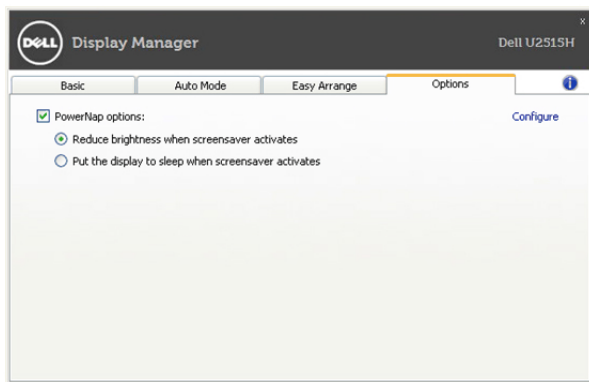 x
DELL Display Manager Dell U2515H
Basic Auto Mode Easy Arrange Options i
PowerNap options: Configure
Reduce brightness when screensaver activates
Put the display to sleep when screensaver activates